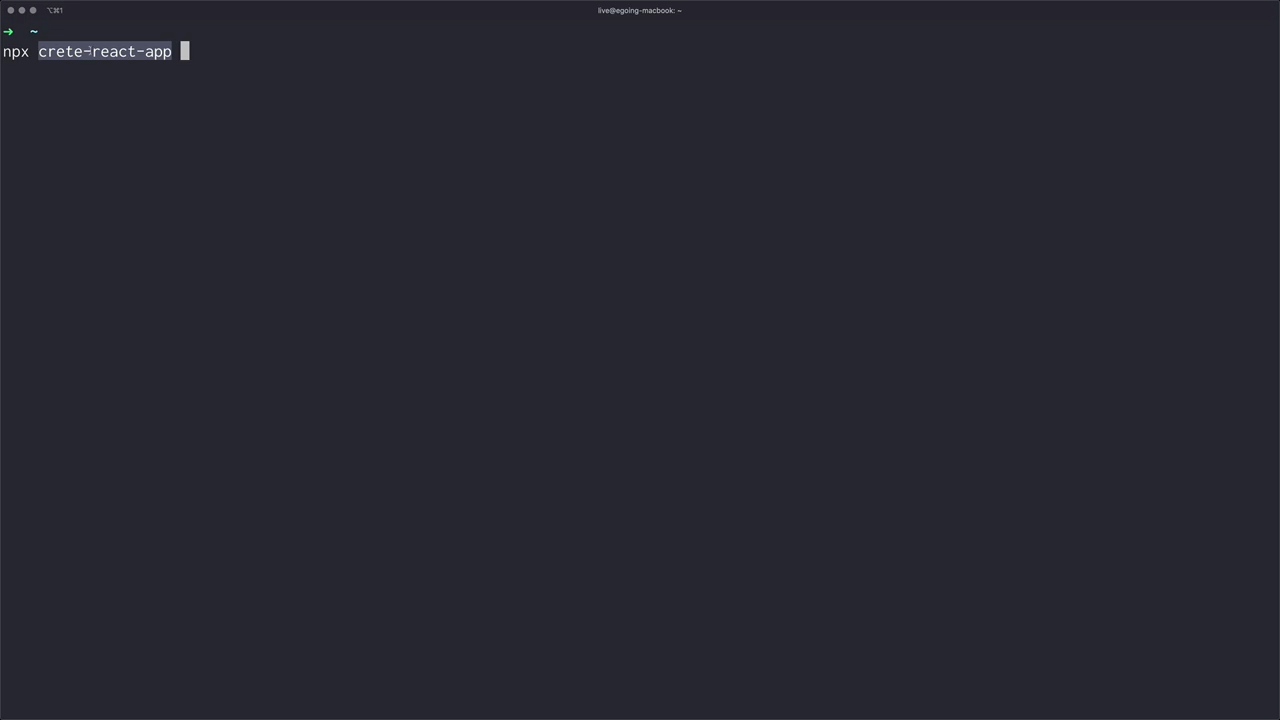 ⌥⌘1
live@egoing-macbook: ~
➜ ~
npx crete-react-app